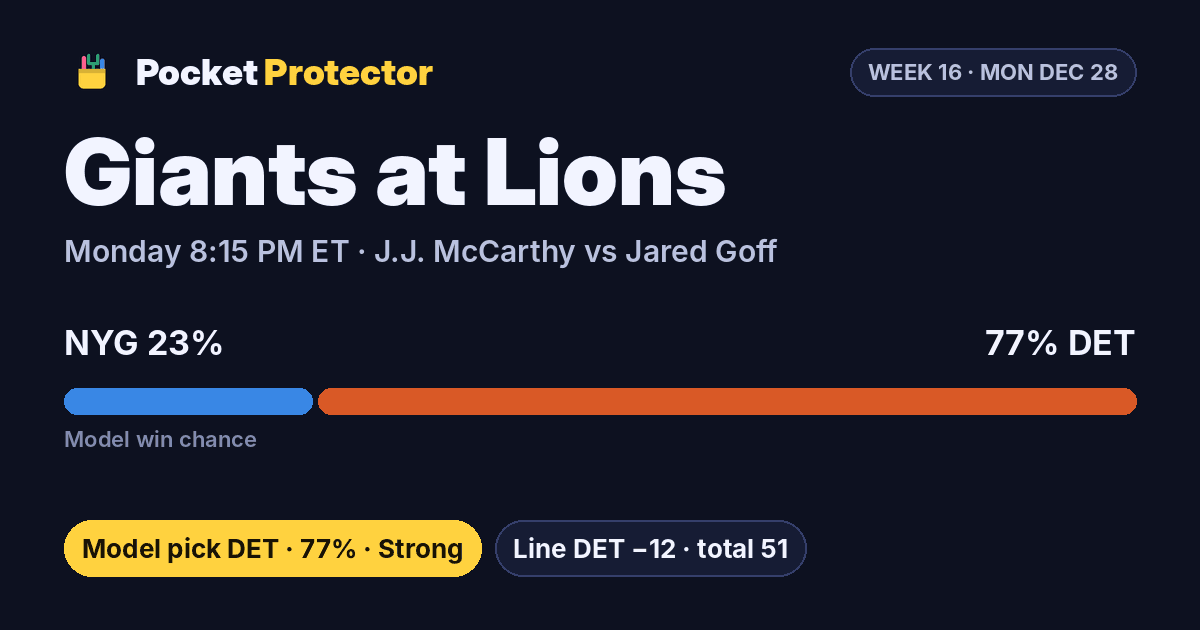 Pocket Protector
WEEK 16 · MON DEC 28
Giants at Lions
Monday 8:15 PM ET · J.J. McCarthy vs Jared Goff
NYG 23%
77% DET
Model win chance
Model pick DET · 77% · Strong
Line DET −12 · total 51